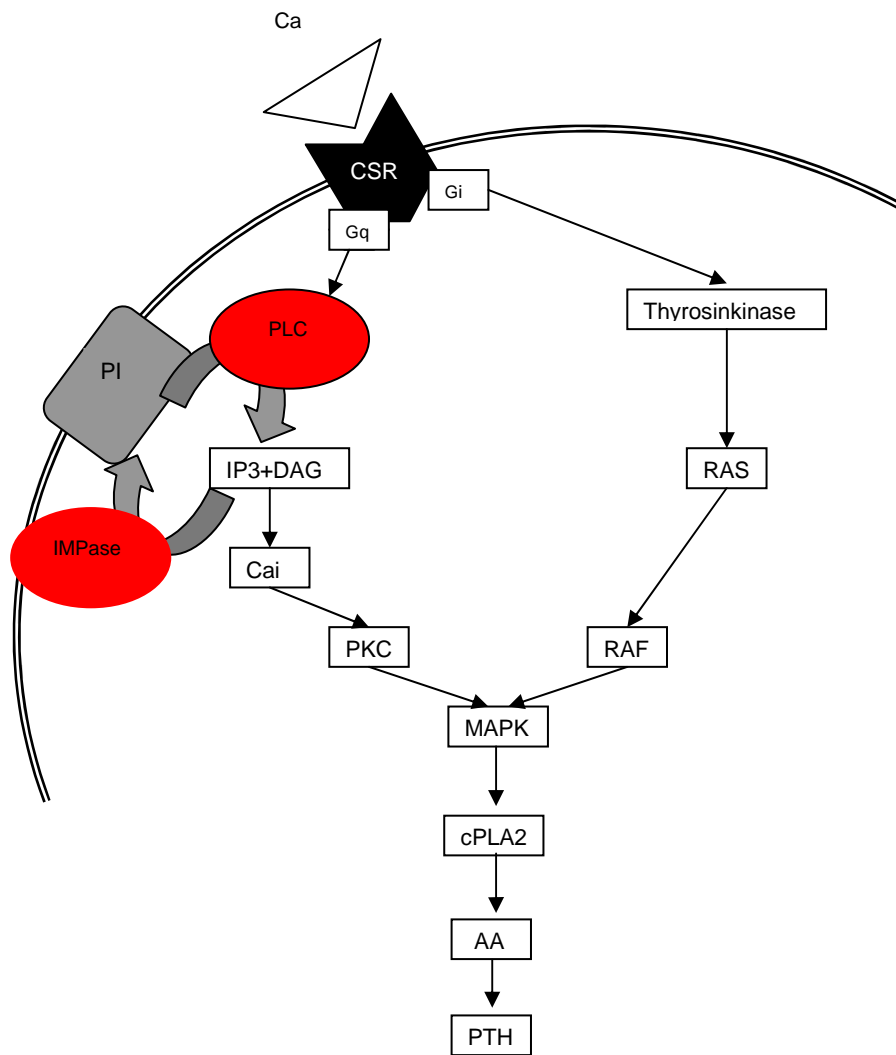 Ca
CSR
Gi
Gq
PLC
Thyrosinkinase
PI
IP3+DAG
RAS
IMPase
Cai
PKC
RAF
MAPK
cPLA2
AA
PTH